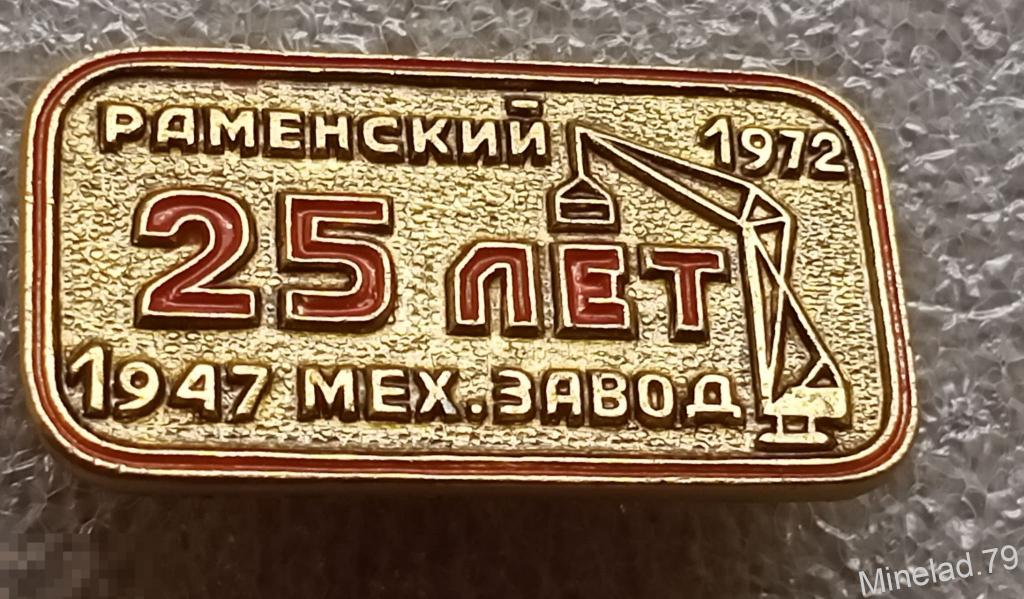 РАМЕНСКИЙ 1972
25 ЛЕТ
1947 МЕХ.ЗАВОД
Minelad.79